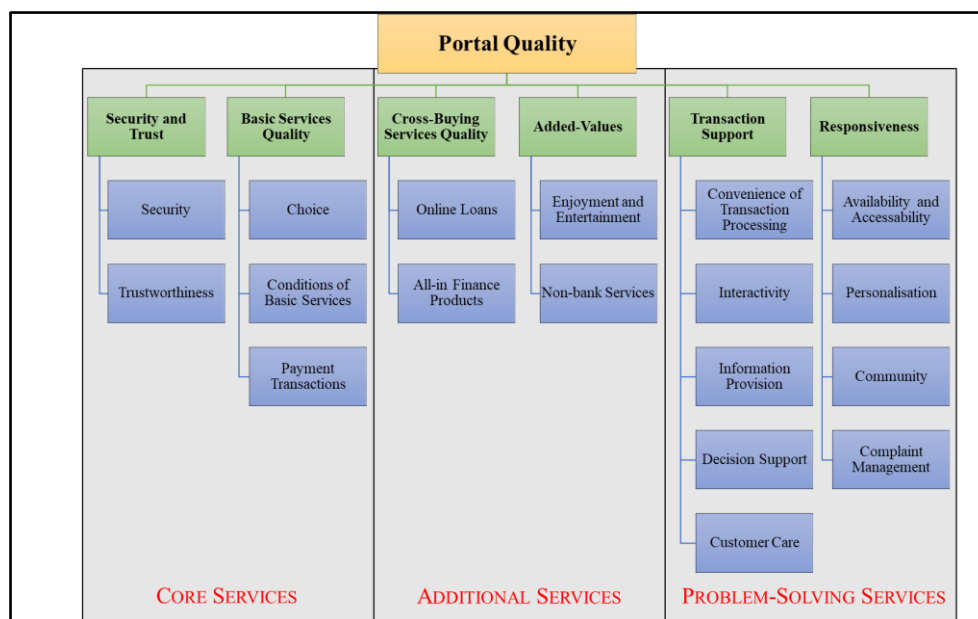 Portal Quality
Security and
Trust
Security
Trustworthiness
Basic Services
Quality
Choice
Conditions of
Basic Services
Payment
Transactions
Cross-Buying
Services Quality
Online Loans
All-in Finance
Products
Added-Values
Enjoyment and
Entertainment
Non-bank Services
Transaction
Support
Convenience of
Transaction
Processing
Interactivity
Information
Provision
Decision Support
Customer Care
Responsiveness
Availability and
Accessability
Personalisation
Community
Complaint
Management
CORE SERVICES
ADDITIONAL SERVICES
PROBLEM-SOLVING SERVICES